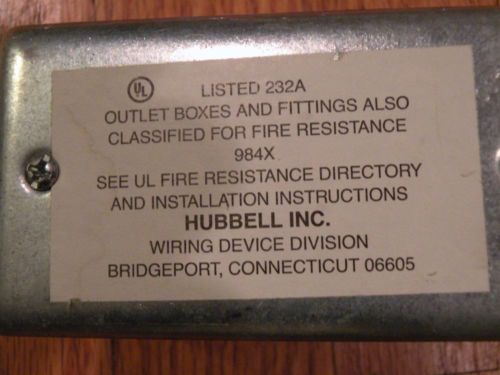 UL LISTED 232A
OUTLET BOXES AND FITTINGS ALSO
CLASSIFIED FOR FIRE RESISTANCE
984X
SEE UL FIRE RESISTANCE DIRECTORY
AND INSTALLATION INSTRUCTIONS
HUBBELL INC.
WIRING DEVICE DIVISION
BRIDGEPORT, CONNECTICUT 06605